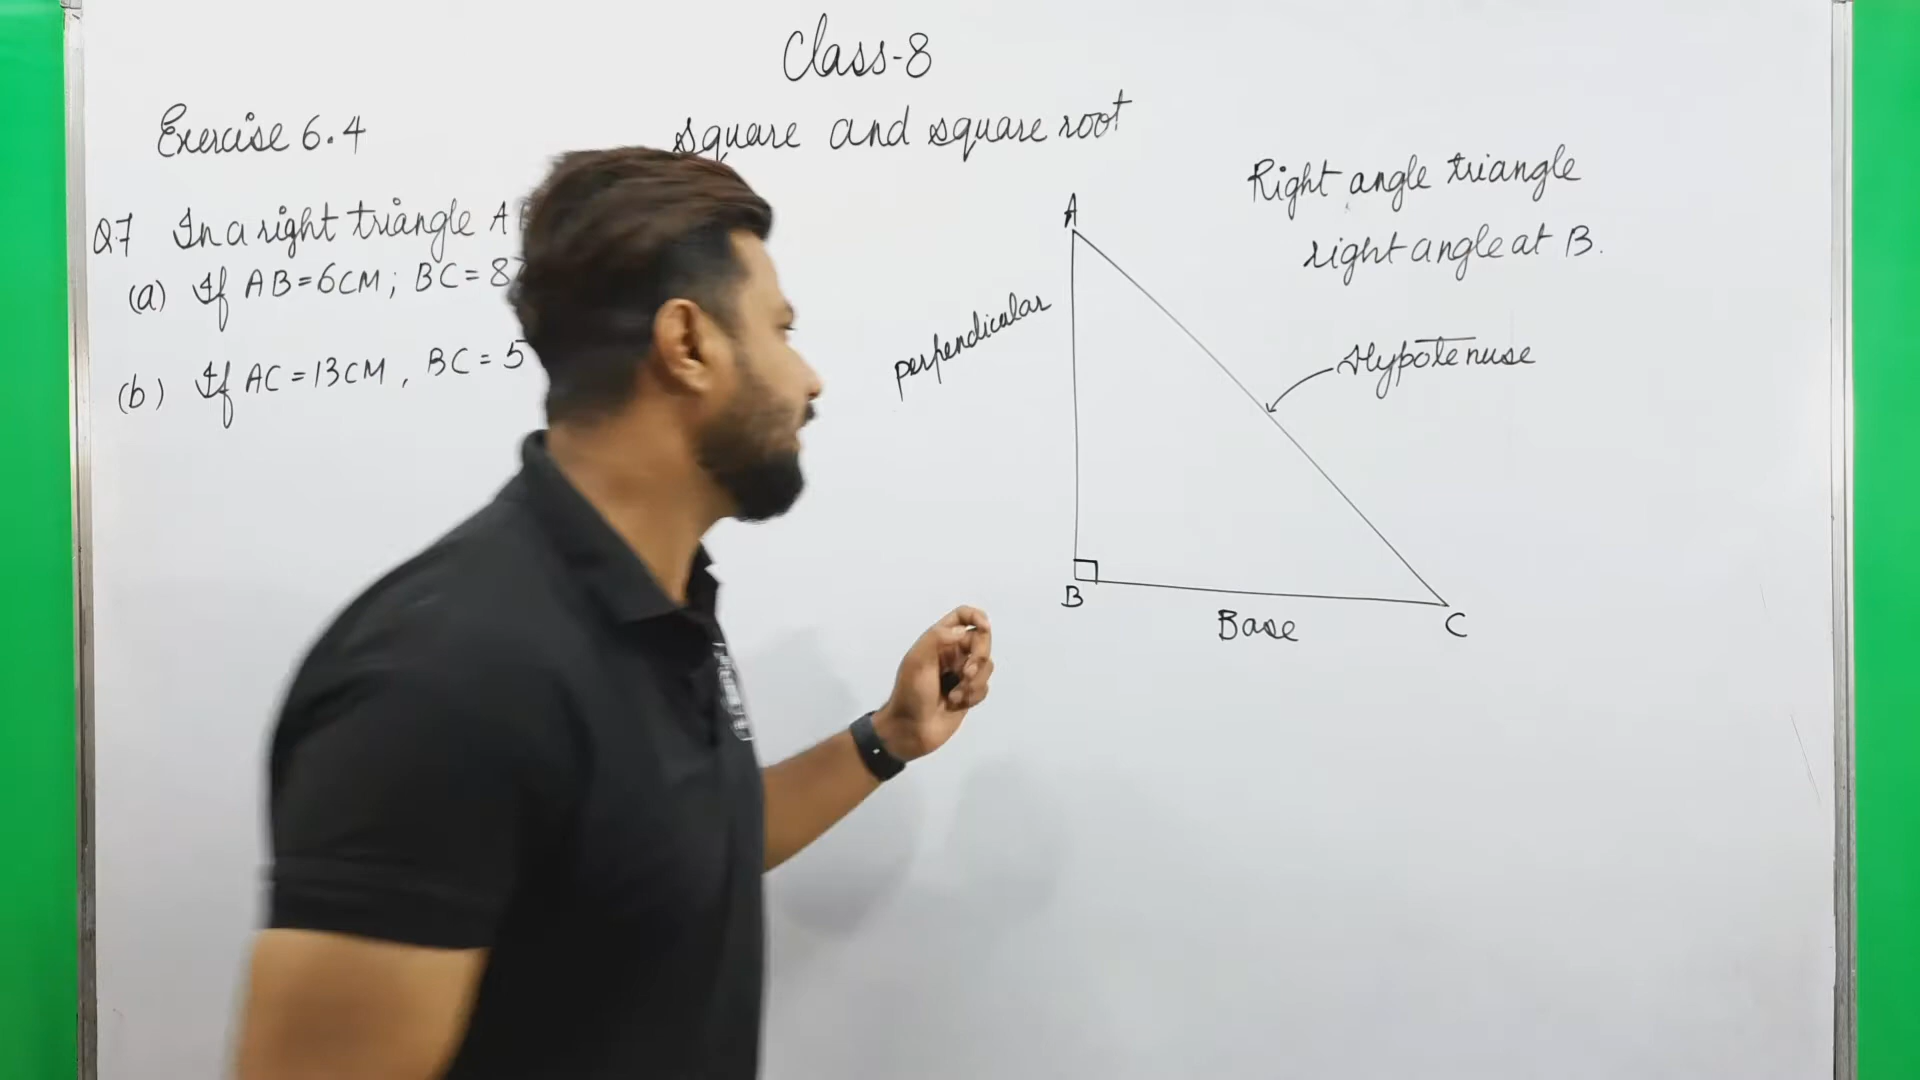 Class-8
Exercise 6.4
square and square root
Right angle triangle
right angle at B.
Q.7 In a right triangle A
(a) If AB=6CM; BC=8
(b) If AC=13CM, BC=5
A
perpendicular
Hypotenuse
B
Base
C